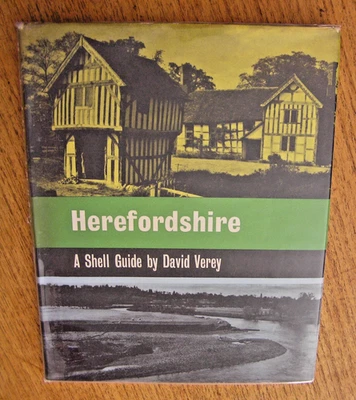 Herefordshire
A Shell Guide by David Verey